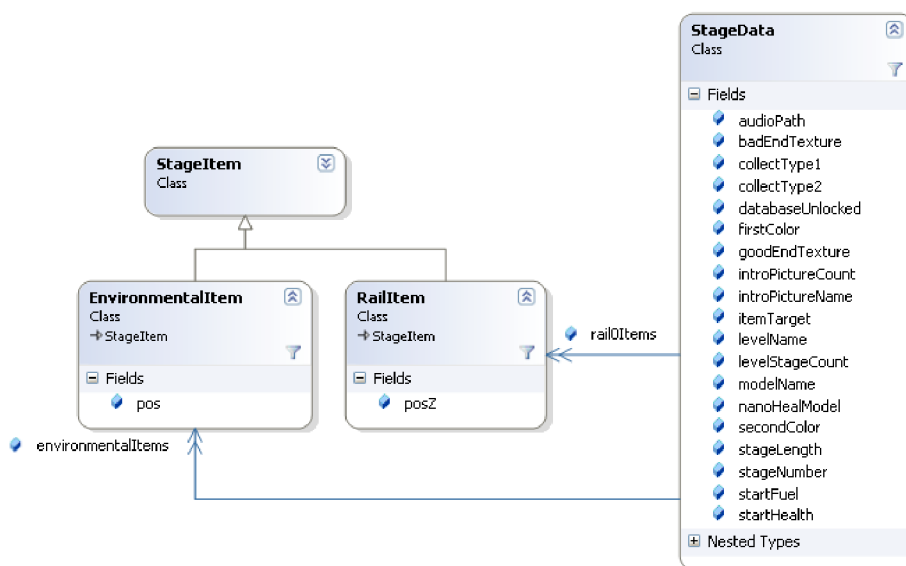 StageItem
Class
EnvironmentalItem
Class
StageItem
Fields
pos
environmentalItems
RailItem
Class
StageItem
Fields
posZ
rail0Items
StageData
Class
Fields
audioPath
badEndTexture
collectType1
collectType2
databaseUnlocked
firstColor
goodEndTexture
introPictureCount
introPictureName
itemTarget
levelName
levelStageCount
modelName
nanoHealModel
secondColor
stageLength
stageNumber
startFuel
startHealth
Nested Types